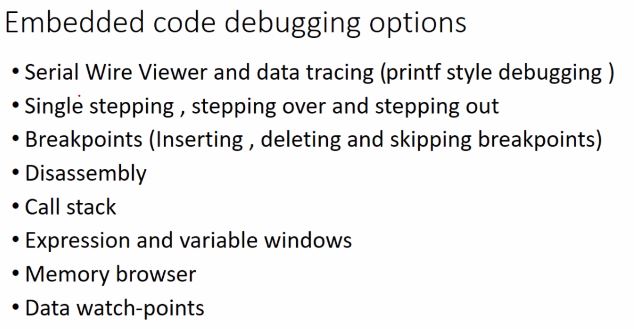 Embedded code debugging options
• Serial Wire Viewer and data tracing (printf style debugging )
• Single stepping , stepping over and stepping out
• Breakpoints (Inserting , deleting and skipping breakpoints)
• Disassembly
• Call stack
• Expression and variable windows
• Memory browser
• Data watch-points